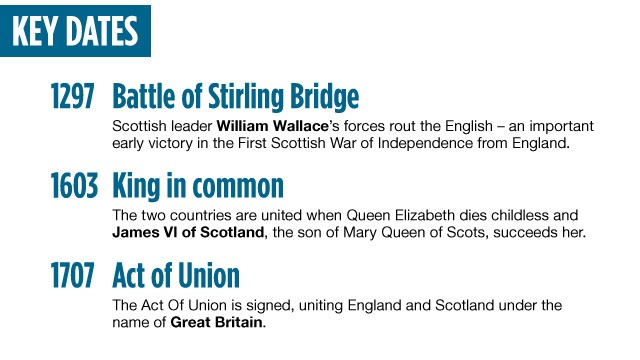 KEY DATES
1297 Battle of Stirling Bridge
Scottish leader William Wallace's forces rout the English – an important
early victory in the First Scottish War of Independence from England.
1603 King in common
The two countries are united when Queen Elizabeth dies childless and
James VI of Scotland, the son of Mary Queen of Scots, succeeds her.
1707 Act of Union
The Act Of Union is signed, uniting England and Scotland under the
name of Great Britain.